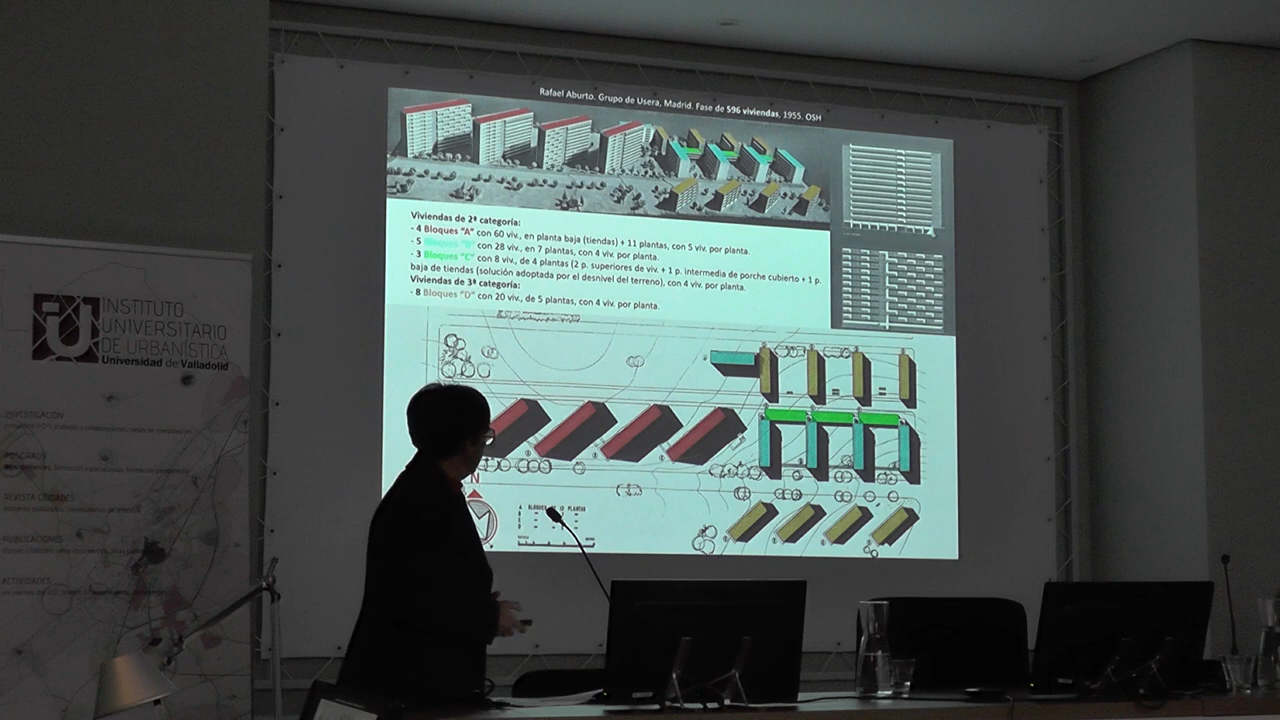 Rafael Aburto. Grupo de Usera, Madrid. Fase de 596 viviendas, 1955. OSH
Viviendas de 2ª categoría:
- 4 Bloques "A" con 60 viv., en planta baja (tiendas) + 11 plantas, con 5 viv. por planta.
- 5 Bloques "B" con 28 viv., en 7 plantas, con 4 viv. por planta.
- 3 Bloques "C" con 8 viv., de 4 plantas (2 p. superiores de viv. + 1 p. intermedia de porche cubierto + 1 p.
baja de tiendas (solución adoptada por el desnivel del terreno), con 4 viv. por planta.
Viviendas de 3ª categoría:
- 8 Bloques "D" con 20 viv., de 5 plantas, con 4 viv. por planta.
N
iU
INSTITUTO
UNIVERSITARIO
DE URBANÍSTICA
Universidad de Valladolid
INVESTIGACIÓN
POSGRADO
REVISTA CIUDADES
PUBLICACIONES
ACTIVIDADES